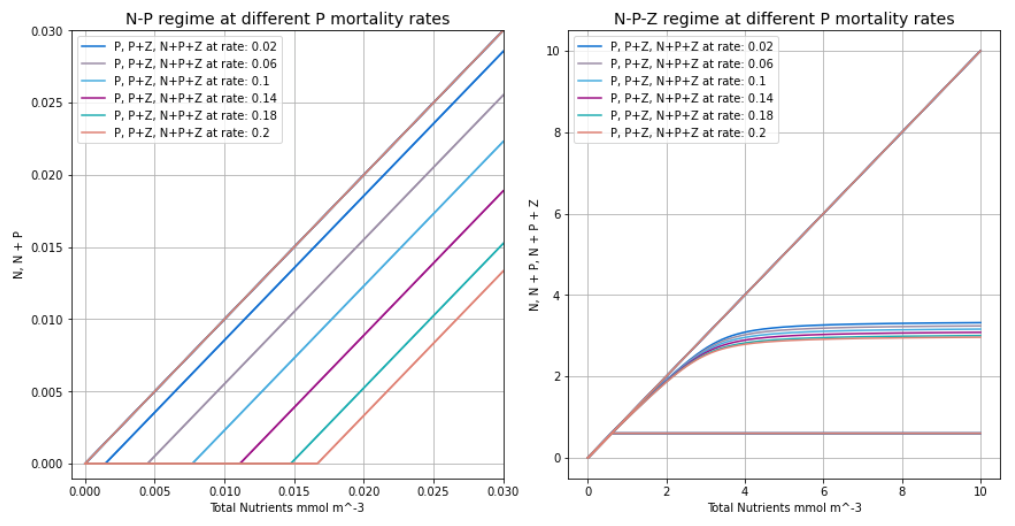 N-P regime at different P mortality rates
N, N + P
0.030
0.025
0.020
0.015
0.010
0.005
0.000
P, P+Z, N+P+Z at rate: 0.02
P, P+Z, N+P+Z at rate: 0.06
P, P+Z, N+P+Z at rate: 0.1
P, P+Z, N+P+Z at rate: 0.14
P, P+Z, N+P+Z at rate: 0.18
P, P+Z, N+P+Z at rate: 0.2
0.000 0.005 0.010 0.015 0.020 0.025 0.030
Total Nutrients mmol m^-3
N-P-Z regime at different P mortality rates
N, N + P, N + P + Z
10
8
6
4
2
0
P, P+Z, N+P+Z at rate: 0.02
P, P+Z, N+P+Z at rate: 0.06
P, P+Z, N+P+Z at rate: 0.1
P, P+Z, N+P+Z at rate: 0.14
P, P+Z, N+P+Z at rate: 0.18
P, P+Z, N+P+Z at rate: 0.2
0 2 4 6 8 10
Total Nutrients mmol m^-3